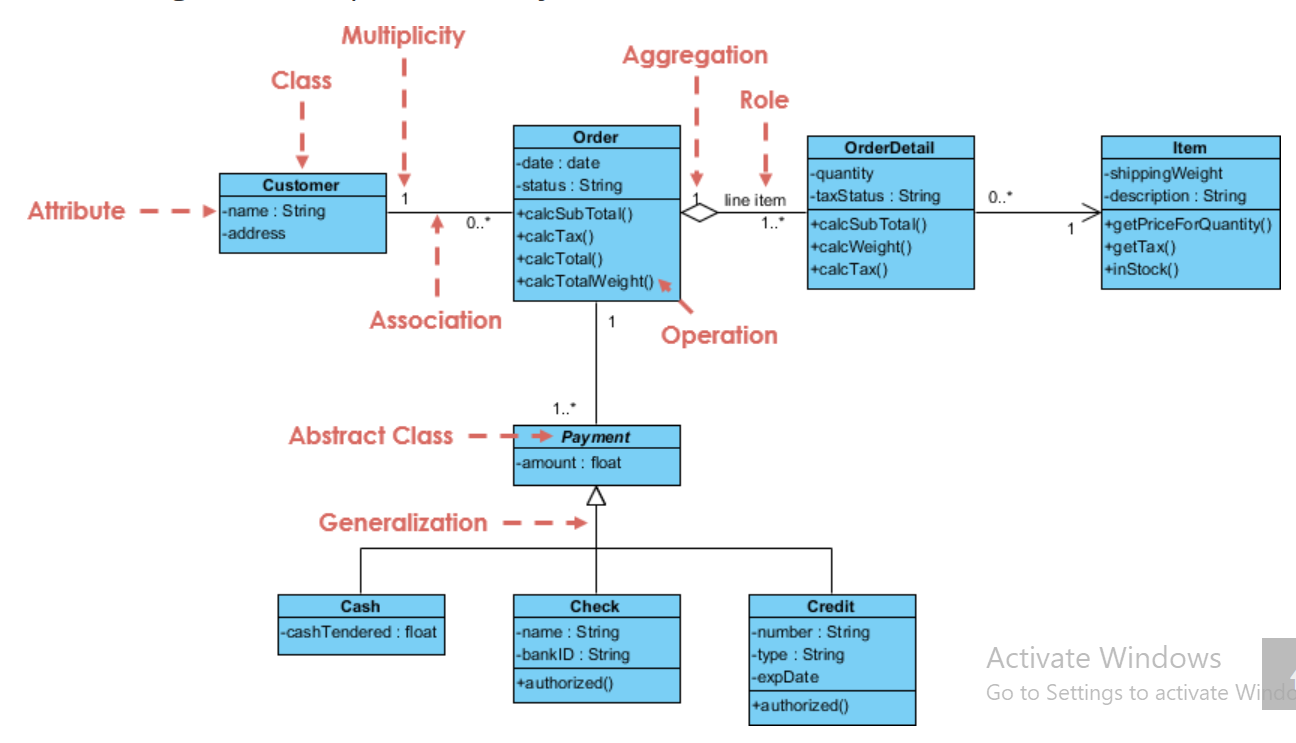 Multiplicity
Aggregation
Class
Role
Order
-date : date
-status : String
+calcSubTotal()
+calcTax()
+calcTotal()
+calcTotalWeight()
OrderDetail
-quantity
-taxStatus : String
+calcSubTotal()
+calcWeight()
+calcTax()
Item
-shippingWeight
-description : String
+getPriceForQuantity()
+getTax()
+inStock()
Customer
-name : String
-address
Attribute
1
0..*
1
line item
1..*
0..*
1
Association
Operation
1
1..*
Abstract Class
Payment
-amount : float
Generalization
Cash
-cashTendered : float
Check
-name : String
-bankID : String
+authorized()
Credit
-number : String
-type : String
-expDate
+authorized()
Activate Windows
Go to Settings to activate Windo